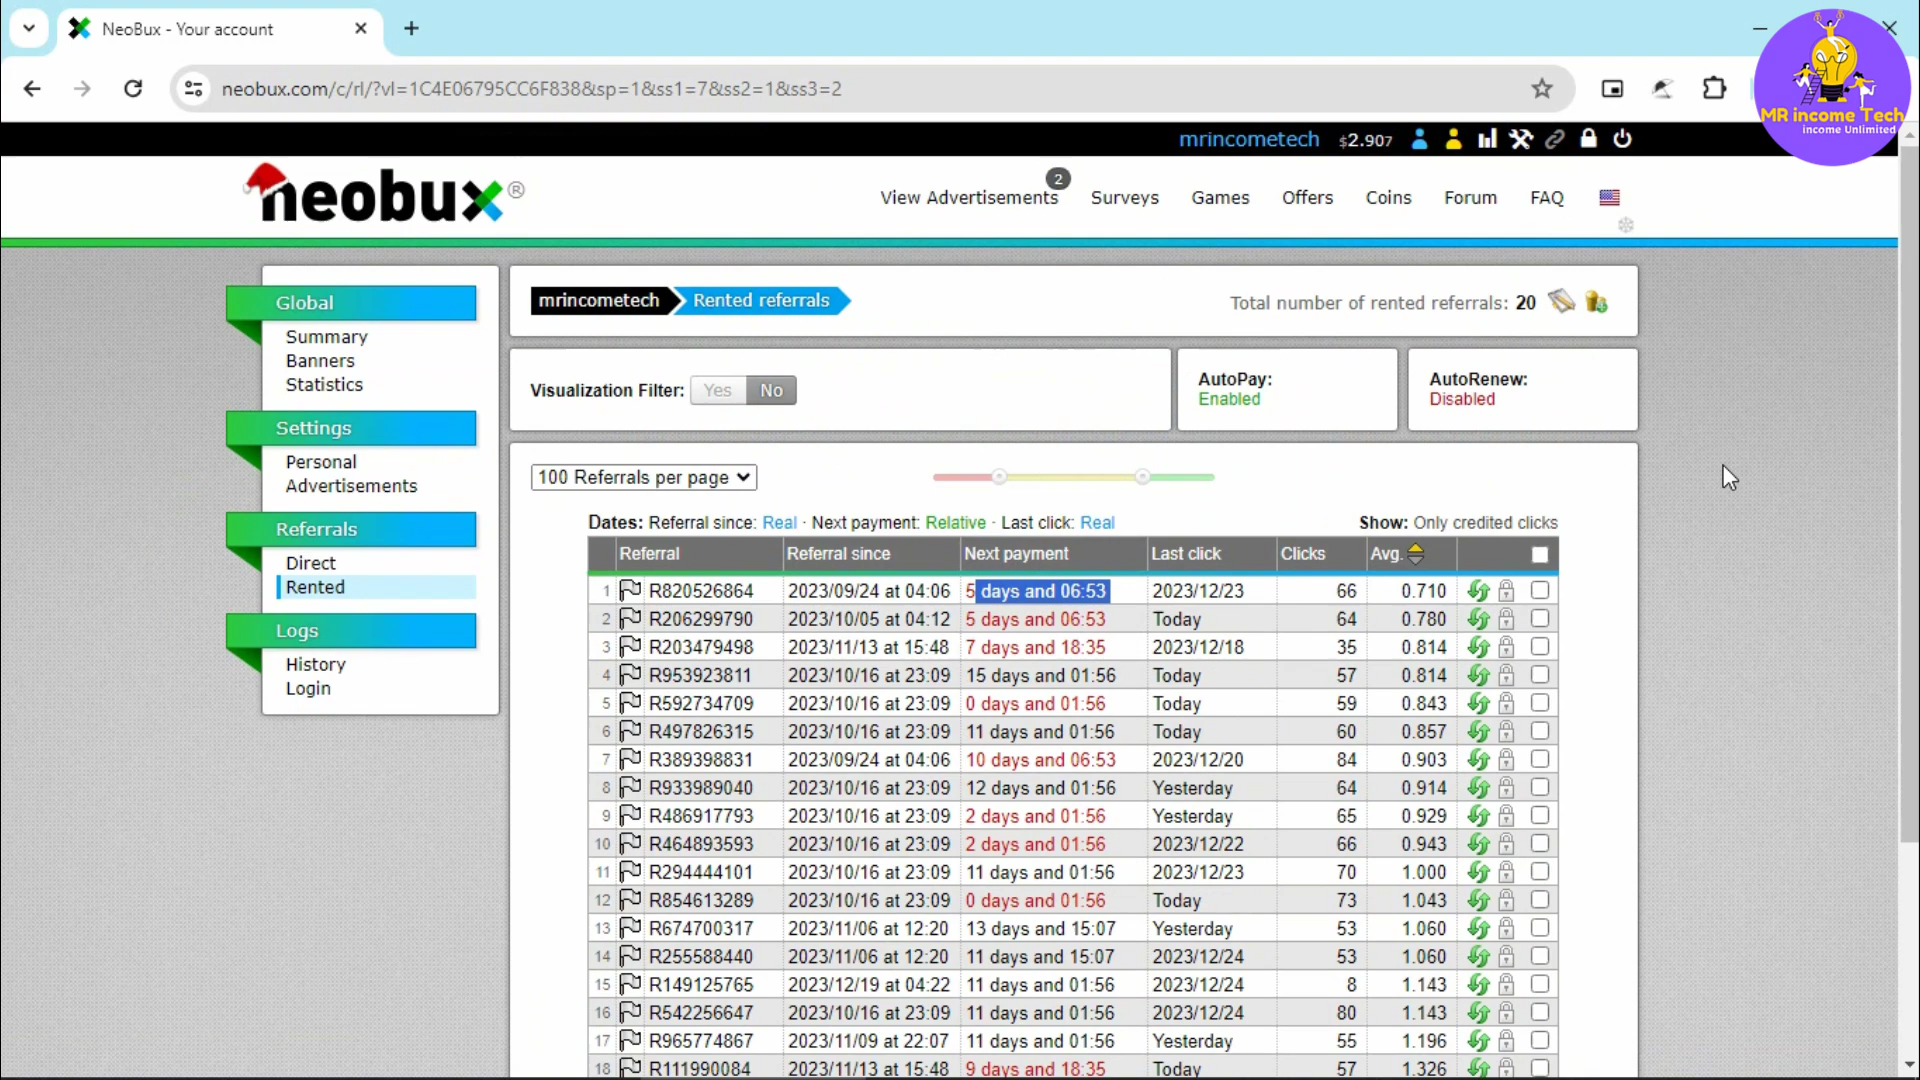 NeoBux - Your account
neobux.com/c/rl/?vl=1C4E06795CC6F838&sp=1&ss1=7&ss2=1&ss3=2
MR income Tech
income Unlimited
mrincometech $2.907
neobux®
View Advertisements 2 Surveys Games Offers Coins Forum FAQ
Global
Summary
Banners
Statistics
Settings
Personal
Advertisements
Referrals
Direct
Rented
Logs
History
Login
mrincometech Rented referrals
Total number of rented referrals: 20
Visualization Filter: Yes No
AutoPay:
Enabled
AutoRenew:
Disabled
100 Referrals per page
Dates: Referral since: Real · Next payment: Relative · Last click: Real
Show: Only credited clicks
Referral Referral since Next payment Last click Clicks Avg.
1 R820526864 2023/09/24 at 04:06 5 days and 06:53 2023/12/23 66 0.710
2 R206299790 2023/10/05 at 04:12 5 days and 06:53 Today 64 0.780
3 R203479498 2023/11/13 at 15:48 7 days and 18:35 2023/12/18 35 0.814
4 R953923811 2023/10/16 at 23:09 15 days and 01:56 Today 57 0.814
5 R592734709 2023/10/16 at 23:09 0 days and 01:56 Today 59 0.843
6 R497826315 2023/10/16 at 23:09 11 days and 01:56 Today 60 0.857
7 R389398831 2023/09/24 at 04:06 10 days and 06:53 2023/12/20 84 0.903
8 R933989040 2023/10/16 at 23:09 12 days and 01:56 Yesterday 64 0.914
9 R486917793 2023/10/16 at 23:09 2 days and 01:56 Yesterday 65 0.929
10 R464893593 2023/10/16 at 23:09 2 days and 01:56 2023/12/22 66 0.943
11 R294444101 2023/10/16 at 23:09 11 days and 01:56 2023/12/23 70 1.000
12 R854613289 2023/10/16 at 23:09 0 days and 01:56 Today 73 1.043
13 R674700317 2023/11/06 at 12:20 13 days and 15:07 Yesterday 53 1.060
14 R255588440 2023/11/06 at 12:20 11 days and 15:07 2023/12/24 53 1.060
15 R149125765 2023/12/19 at 04:22 11 days and 01:56 2023/12/24 8 1.143
16 R542256647 2023/10/16 at 23:09 11 days and 01:56 2023/12/24 80 1.143
17 R965774867 2023/11/09 at 22:07 11 days and 01:56 Yesterday 55 1.196
18 R111990084 2023/11/13 at 15:48 9 days and 18:35 Today 57 1.326